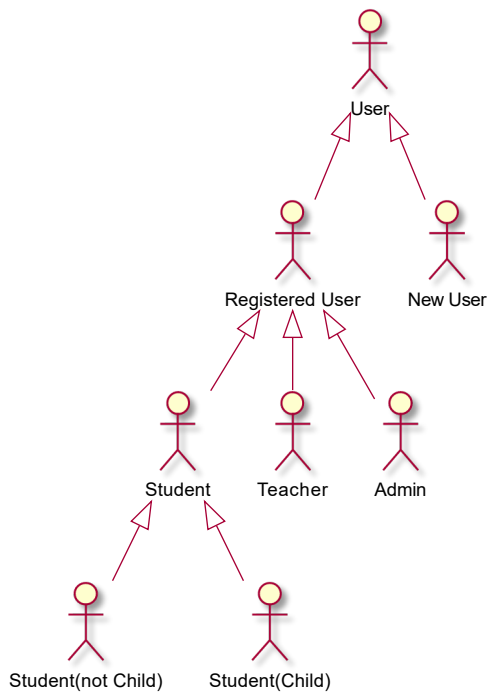 User
Registered User
New User
Student
Teacher
Admin
Student(not Child)
Student(Child)